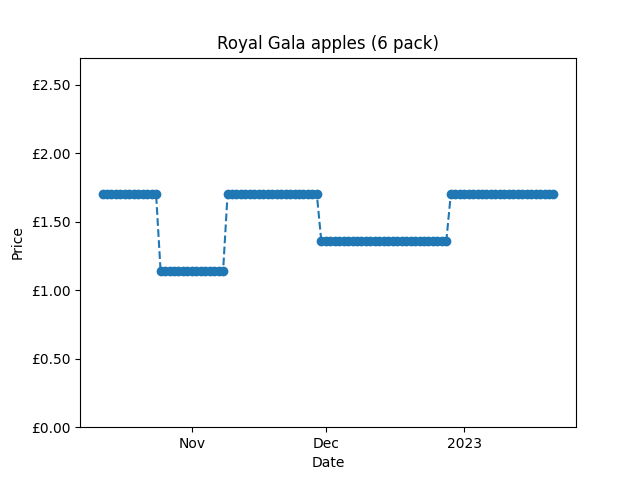 Royal Gala apples (6 pack)
£2.50
£2.00
£1.50
£1.00
£0.50
£0.00
Price
Nov
Dec
2023
Date